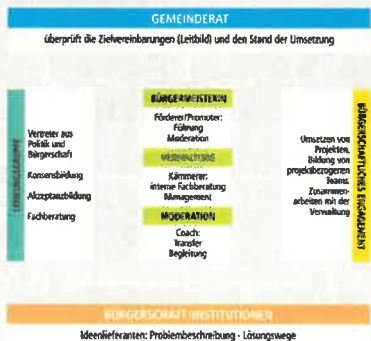 GEMEINDERAT
überprüft die Zielvereinbarungen (Leitbild) und den Stand der Umsetzung
LENKUNGSGRUPPE
Vertreter aus
Politik und
Bürgerschaft
Konsensbildung
Akzeptanzbildung
Fachberatung
BÜRGERMEISTERIN
Förderer/Promoter:
Führung
Moderation
VERWALTUNG
Kämmerer:
interne Fachberatung
Management
MODERATION
Coach:
Transfer
Begleitung
Umsetzen von
Projekten,
Bildung von
projektbezogenen
Teams
Zusammen-
arbeiten mit der
Verwaltung
BÜRGERSCHAFTLICHES ENGAGEMENT
BÜRGERSCHAFT/INSTITUTIONEN
Ideenlieferanten: Problembeschreibung - Lösungswege